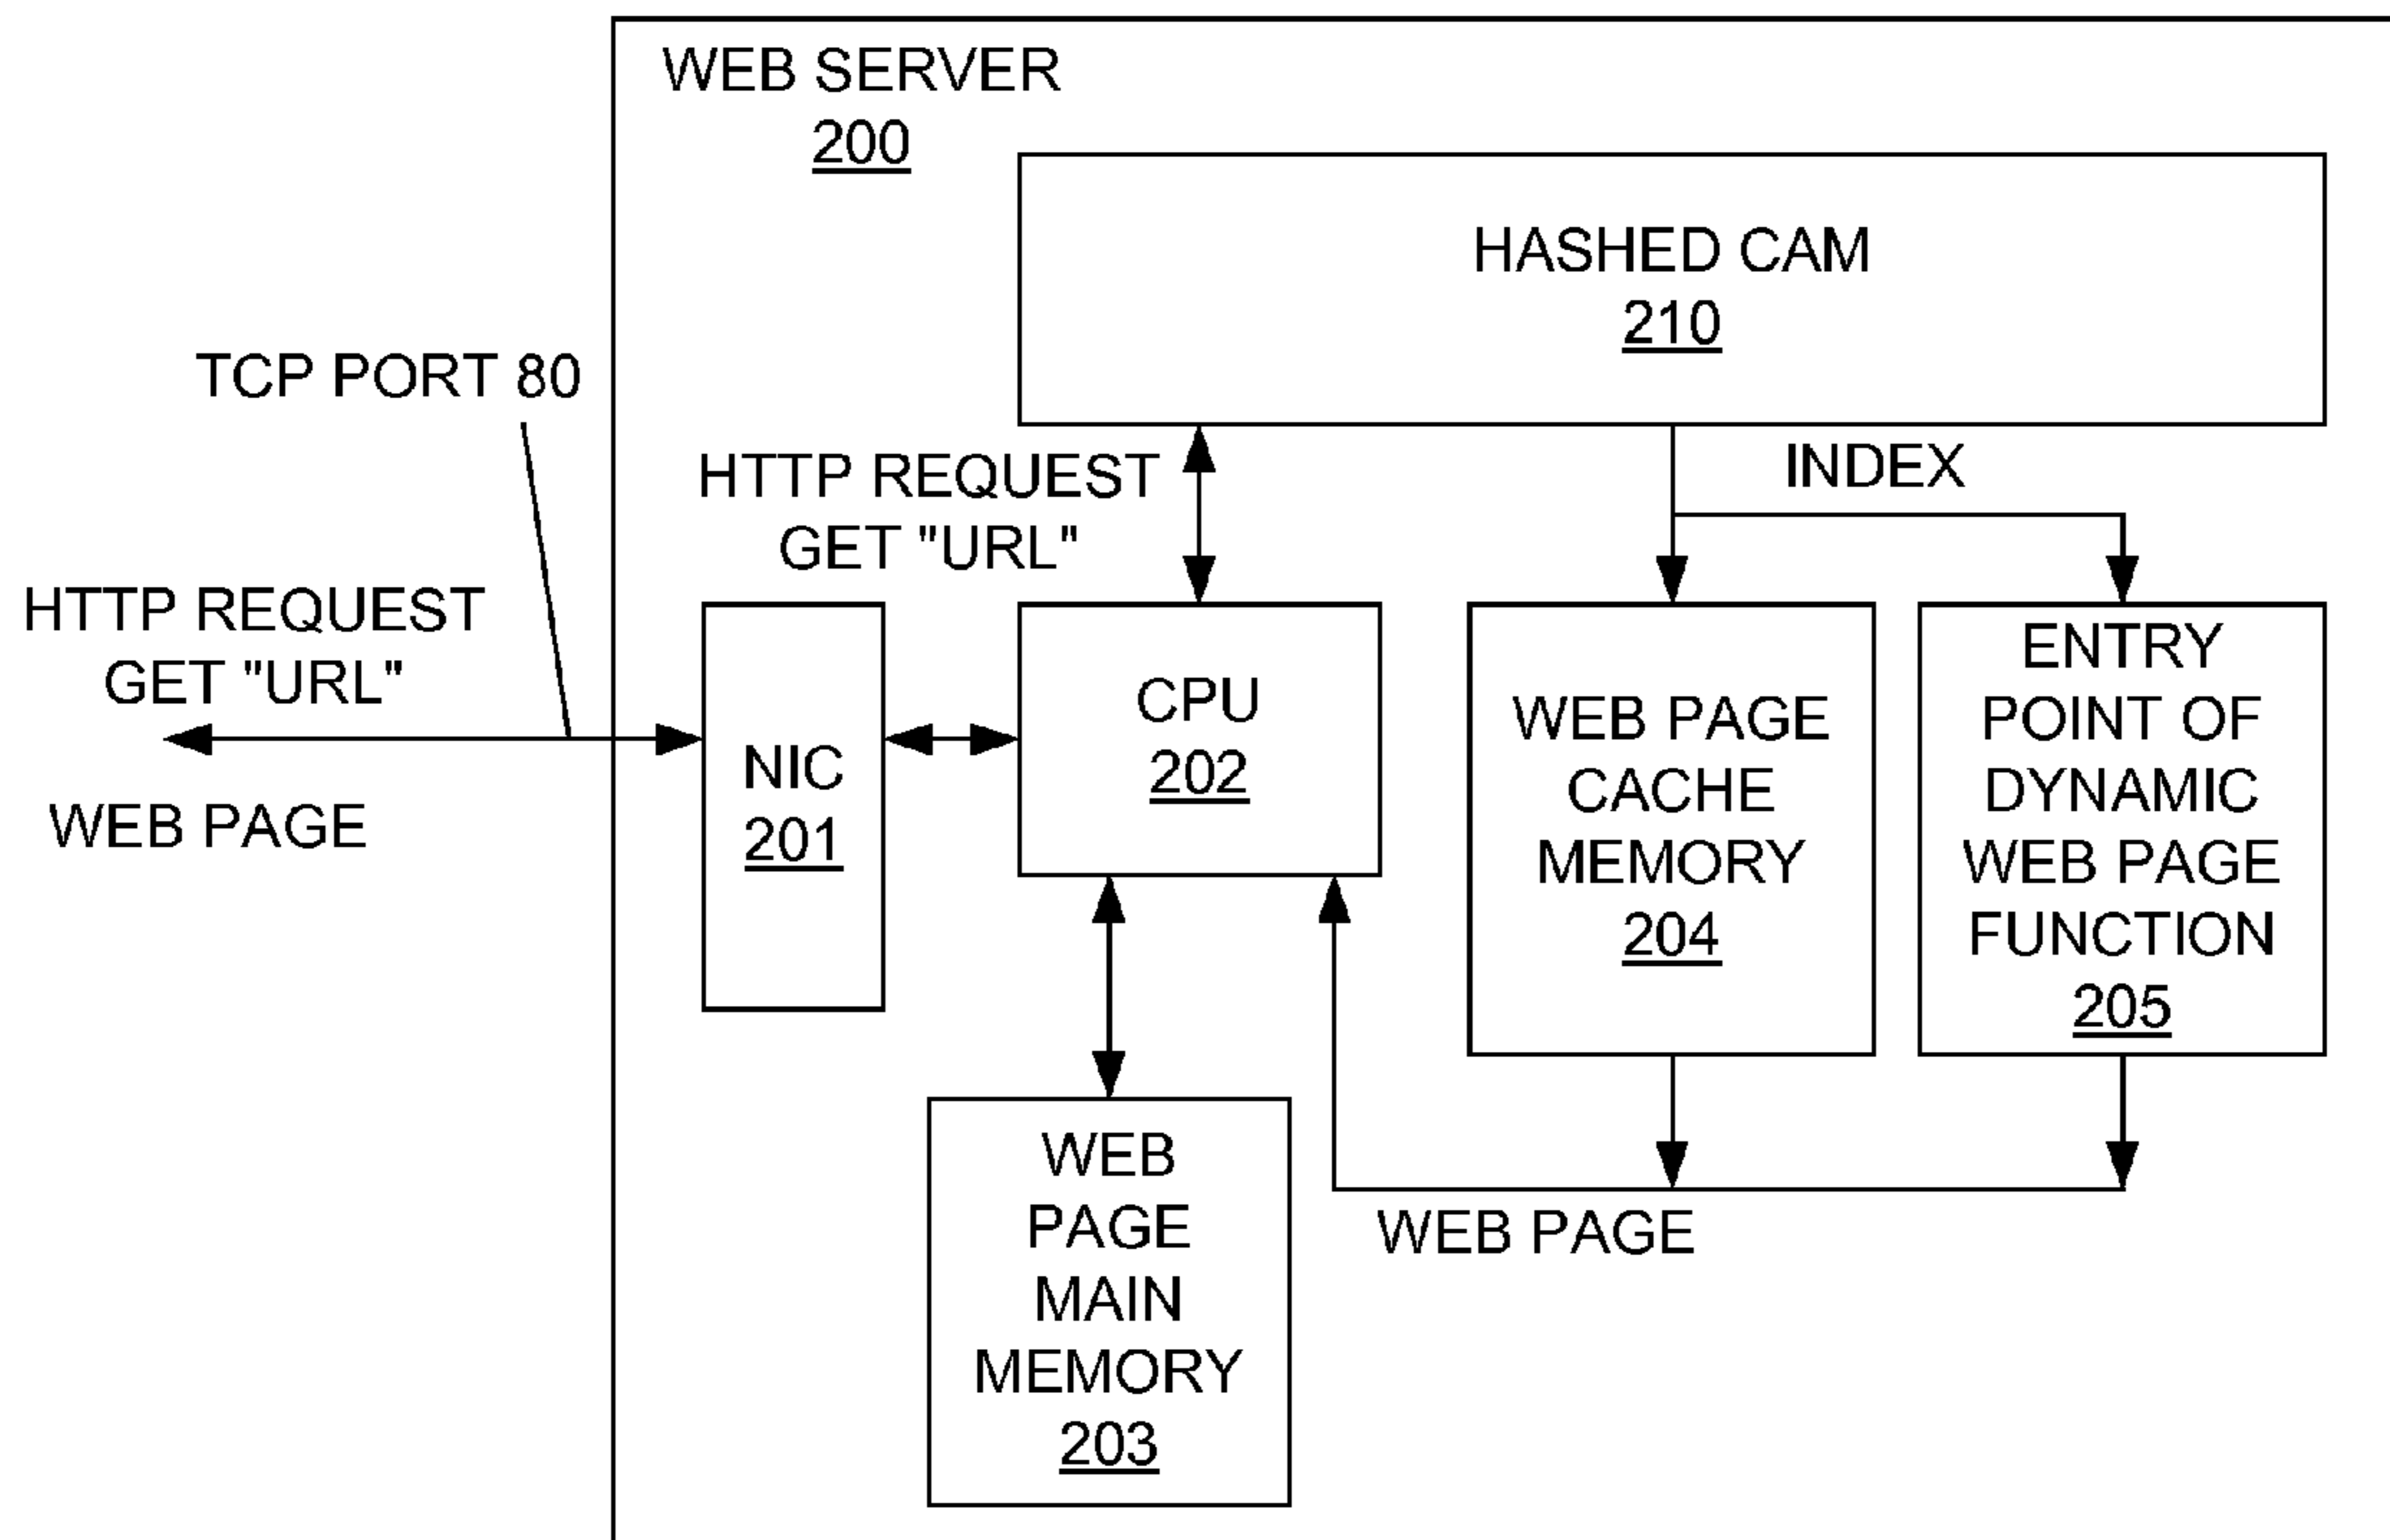 WEB SERVER
200
HASHED CAM
210
TCP PORT 80
INDEX
HTTP REQUEST
GET "URL"
HTTP REQUEST
GET "URL"
WEB PAGE
NIC
201
CPU
202
WEB PAGE
CACHE
MEMORY
204
ENTRY
POINT OF
DYNAMIC
WEB PAGE
FUNCTION
205
WEB
PAGE
MAIN
MEMORY
203
WEB PAGE